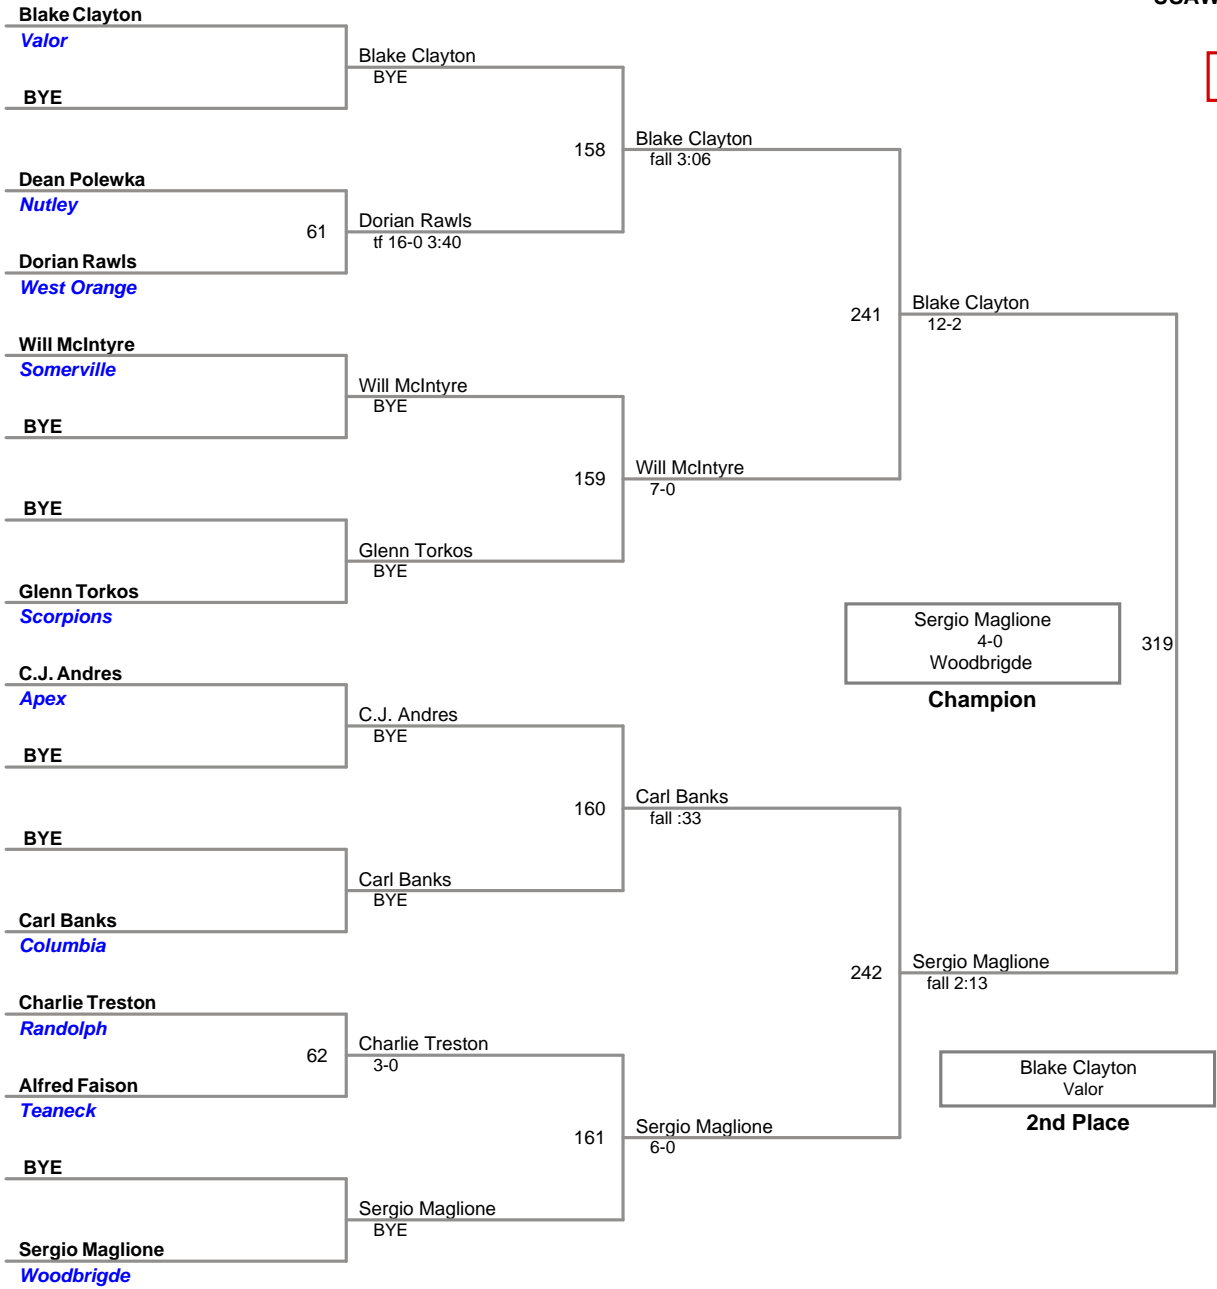 Blake Clayton
Valor
BYE
Dean Polewka
Nutley
61
Dorian Rawls
West Orange
Will McIntyre
Somerville
BYE
BYE
Glenn Torkos
Scorpions
C.J. Andres
Apex
BYE
BYE
Carl Banks
Columbia
Charlie Treston
Randolph
62
Alfred Faison
Teaneck
BYE
Sergio Maglione
Woodbrigde
Blake Clayton
BYE
158
Dorian Rawls
tf 16-0 3:40
Will McIntyre
BYE
159
Glenn Torkos
BYE
C.J. Andres
BYE
160
Carl Banks
BYE
Charlie Treston
3-0
161
Sergio Maglione
BYE
Blake Clayton
fall 3:06
241
Will McIntyre
7-0
Carl Banks
fall :33
242
Sergio Maglione
6-0
Blake Clayton
12-2
Sergio Maglione
4-0
Woodbrigde
Champion
319
Sergio Maglione
fall 2:13
Blake Clayton
Valor
2nd Place